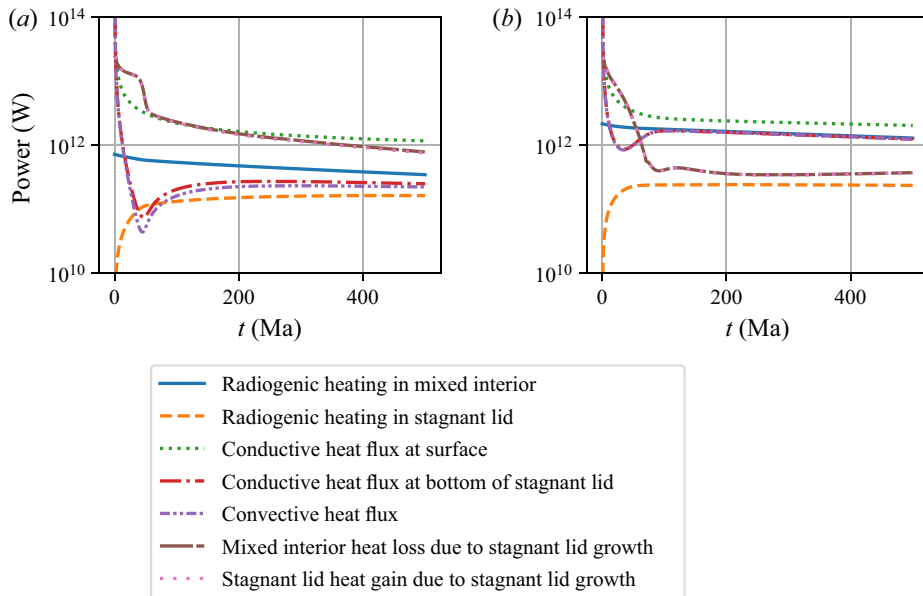 (a)
(b)
10^14
10^12
10^10
Power (W)
0
200
400
t (Ma)
10^14
10^12
10^10
0
200
400
t (Ma)
Radiogenic heating in mixed interior
Radiogenic heating in stagnant lid
Conductive heat flux at surface
Conductive heat flux at bottom of stagnant lid
Convective heat flux
Mixed interior heat loss due to stagnant lid growth
Stagnant lid heat gain due to stagnant lid growth